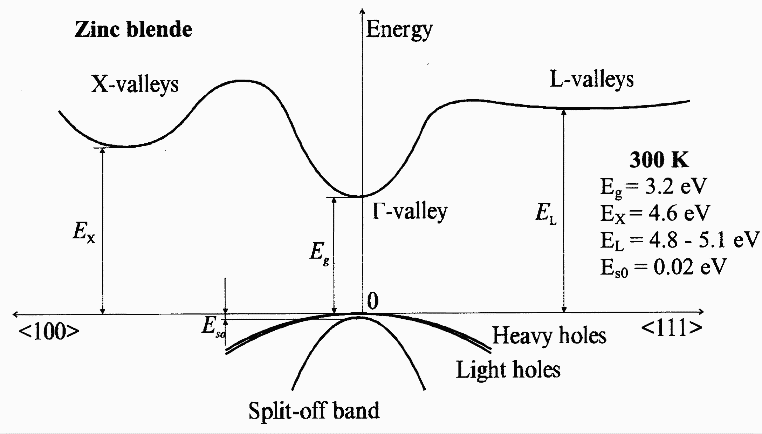 Zinc blende
Energy
X-valleys
L-valleys
300 K
Eg = 3.2 eV
EX = 4.6 eV
EL = 4.8 - 5.1 eV
Es0 = 0.02 eV
Γ-valley
EX
Eg
EL
0
Eso
<100>
<111>
Heavy holes
Light holes
Split-off band